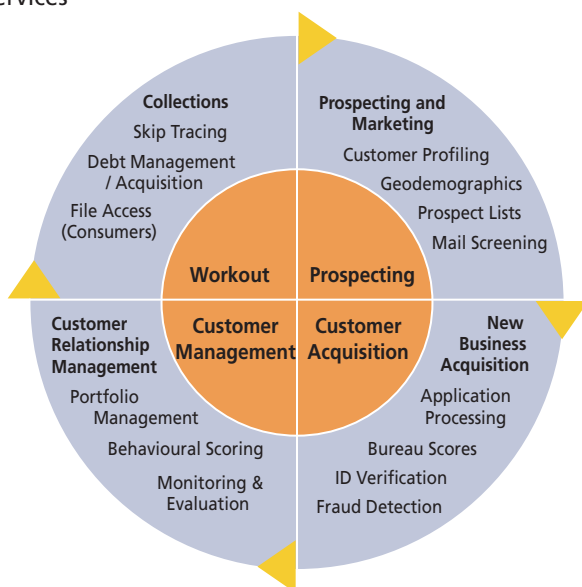 Collections
Skip Tracing
Debt Management
/ Acquisition
File Access
(Consumers)
Prospecting and
Marketing
Customer Profiling
Geodemographics
Prospect Lists
Mail Screening
Workout
Prospecting
Customer
Management
Customer
Acquisition
Customer
Relationship
Management
Portfolio
Management
Behavioural Scoring
Monitoring &
Evaluation
New
Business
Acquisition
Application
Processing
Bureau Scores
ID Verification
Fraud Detection